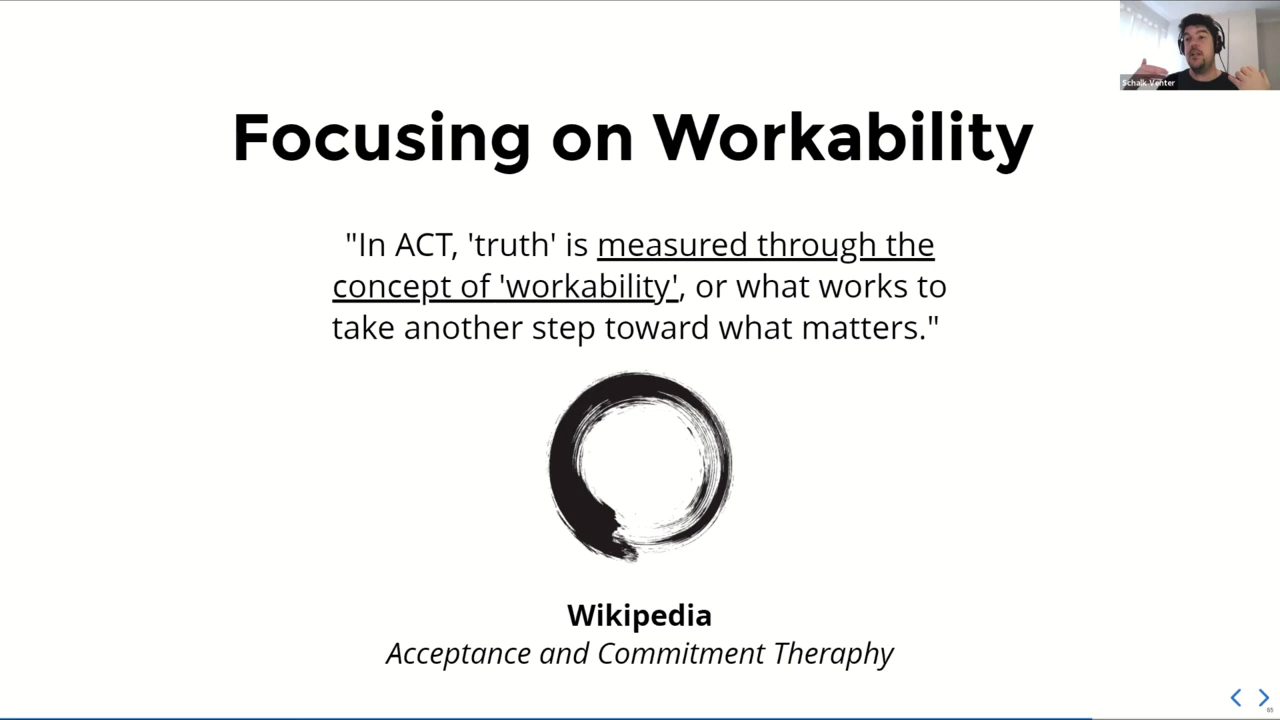 Schalk Venter
Focusing on Workability
"In ACT, 'truth' is measured through the
concept of 'workability', or what works to
take another step toward what matters."
Wikipedia
Acceptance and Commitment Theraphy